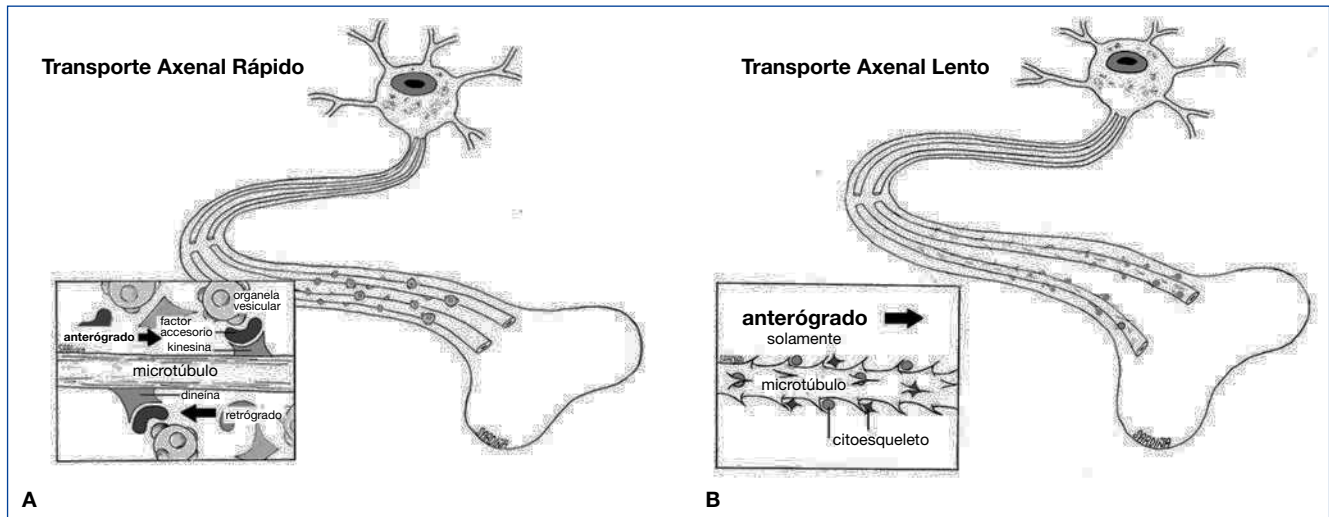 Transporte Axenal Rápido
organela
vesicular
factor
accesorio
anterógrado
kinesina
microtúbulo
dineína
retrógrado
A
Transporte Axenal Lento
anterógrado
solamente
microtúbulo
citoesqueleto
B